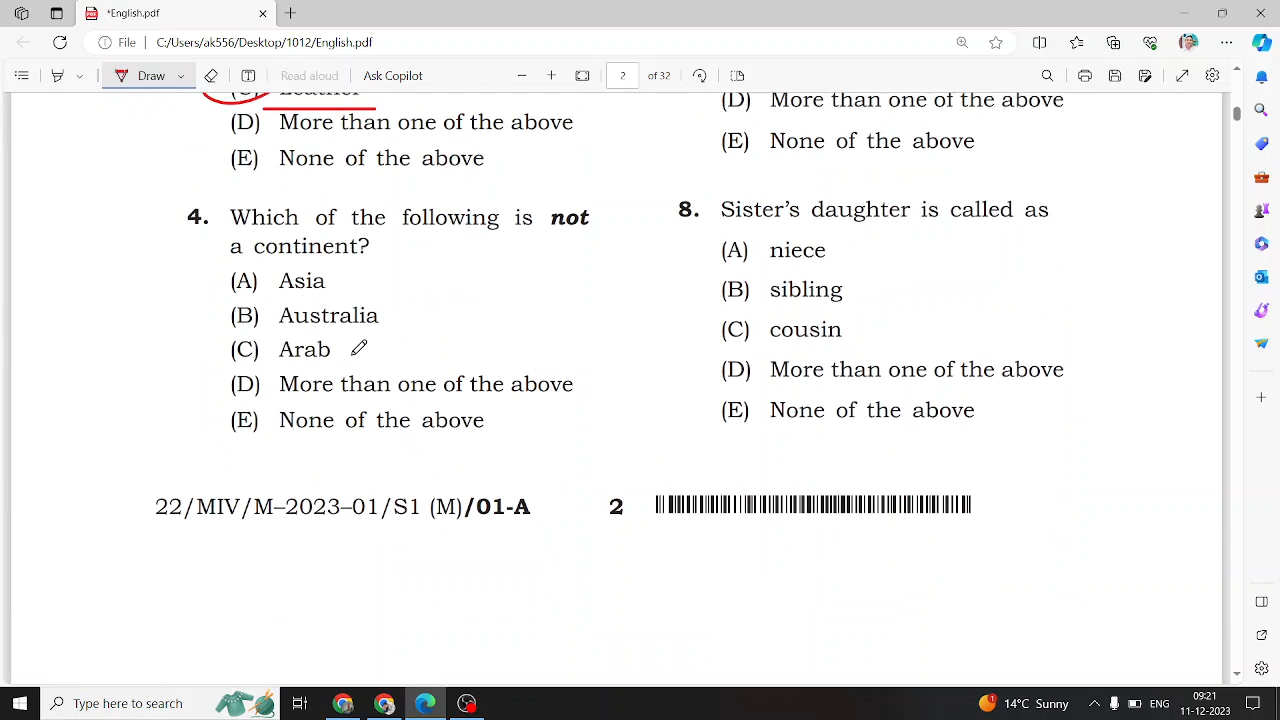 *English.pdf
File
C:/Users/ak556/Desktop/1012/English.pdf
Draw
Read aloud
Ask Copilot
2
of 32
(C) Leather
(D) More than one of the above
(E) None of the above
4. Which of the following is not
a continent?
(A) Asia
(B) Australia
(C) Arab
(D) More than one of the above
(E) None of the above
(D) More than one of the above
(E) None of the above
8. Sister's daughter is called as
(A) niece
(B) sibling
(C) cousin
(D) More than one of the above
(E) None of the above
22/MIV/M–2023–01/S1 (M)/01-A
2
Type here to search
1
14°C Sunny
ENG
09:21
11-12-2023